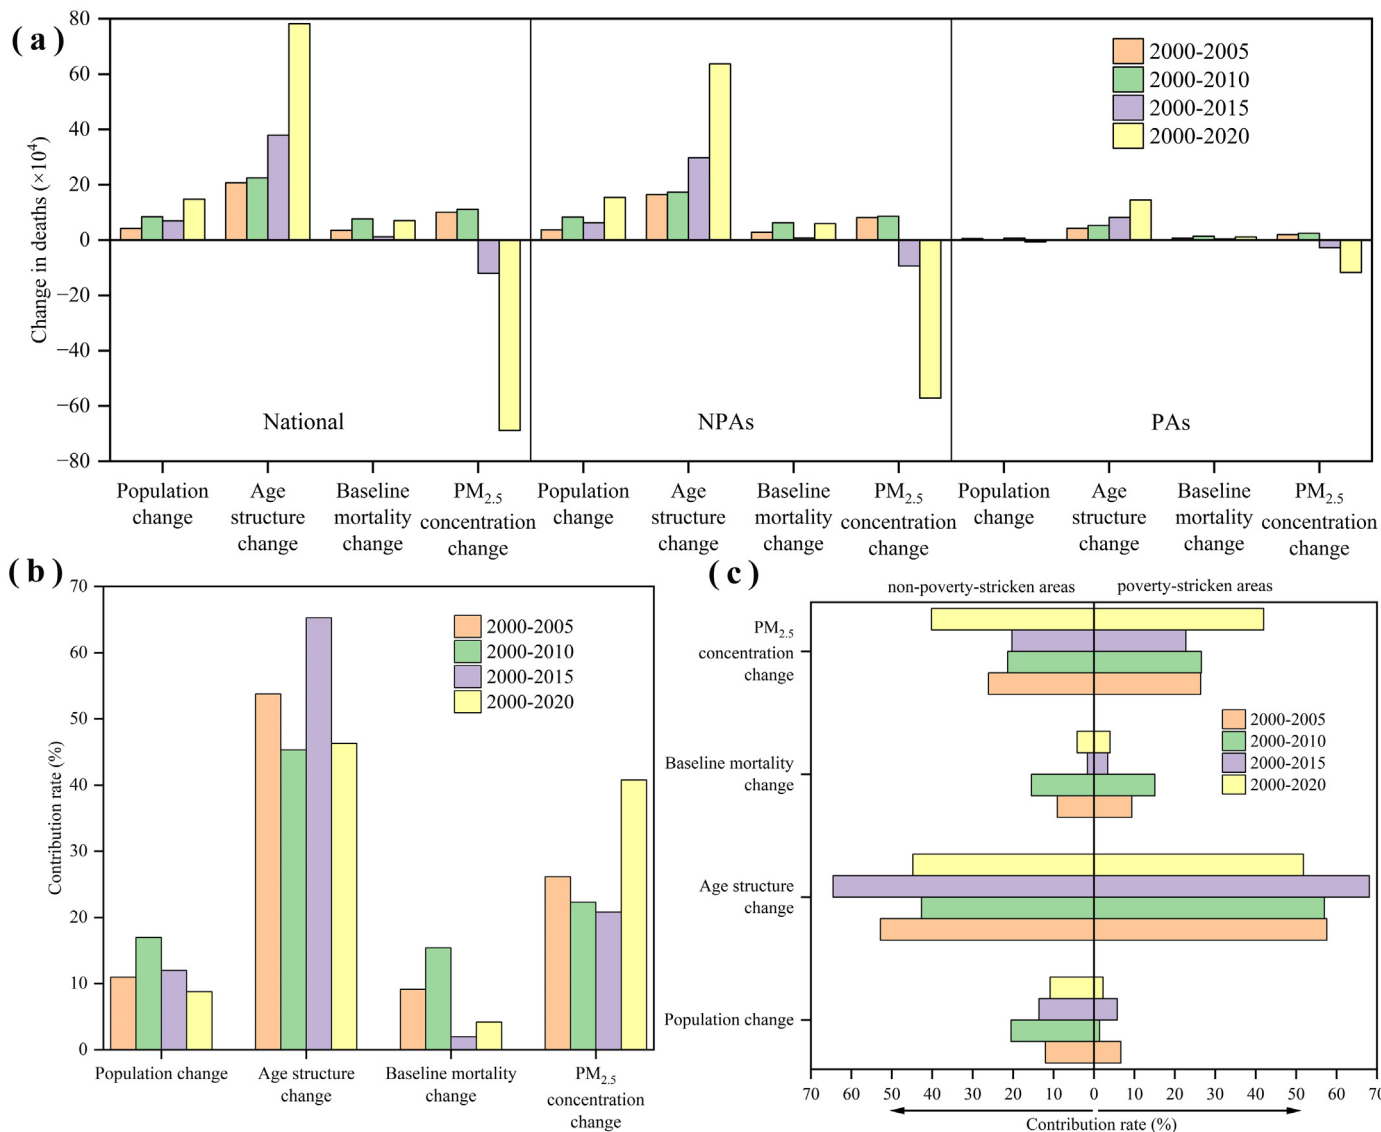 (a)
80
60
40
20
0
−20
−40
−60
−80
Change in deaths (×10⁴)
2000-2005
2000-2010
2000-2015
2000-2020
National
NPAs
PAs
Population
change
Age
structure
change
Baseline
mortality
change
PM₂.₅
concentration
change
Population
change
Age
structure
change
Baseline
mortality
change
PM₂.₅
concentration
change
Population
change
Age
structure
change
Baseline
mortality
change
PM₂.₅
concentration
change
(b)
70
60
50
40
30
20
10
0
Contribution rate (%)
2000-2005
2000-2010
2000-2015
2000-2020
Population change
Age structure
change
Baseline mortality
change
PM₂.₅
concentration
change
(c)
non-poverty-stricken areas
poverty-stricken areas
PM₂.₅
concentration
change
Baseline mortality
change
Age structure
change
Population change
2000-2005
2000-2010
2000-2015
2000-2020
70 60 50 40 30 20 10 0 10 20 30 40 50 60 70
Contribution rate (%)